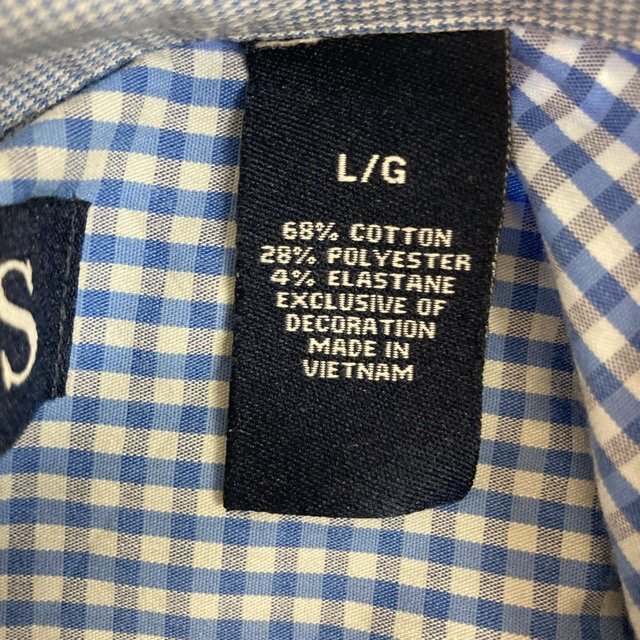 L/G
68% COTTON
28% POLYESTER
4% ELASTANE
EXCLUSIVE OF
DECORATION
MADE IN
VIETNAM
S